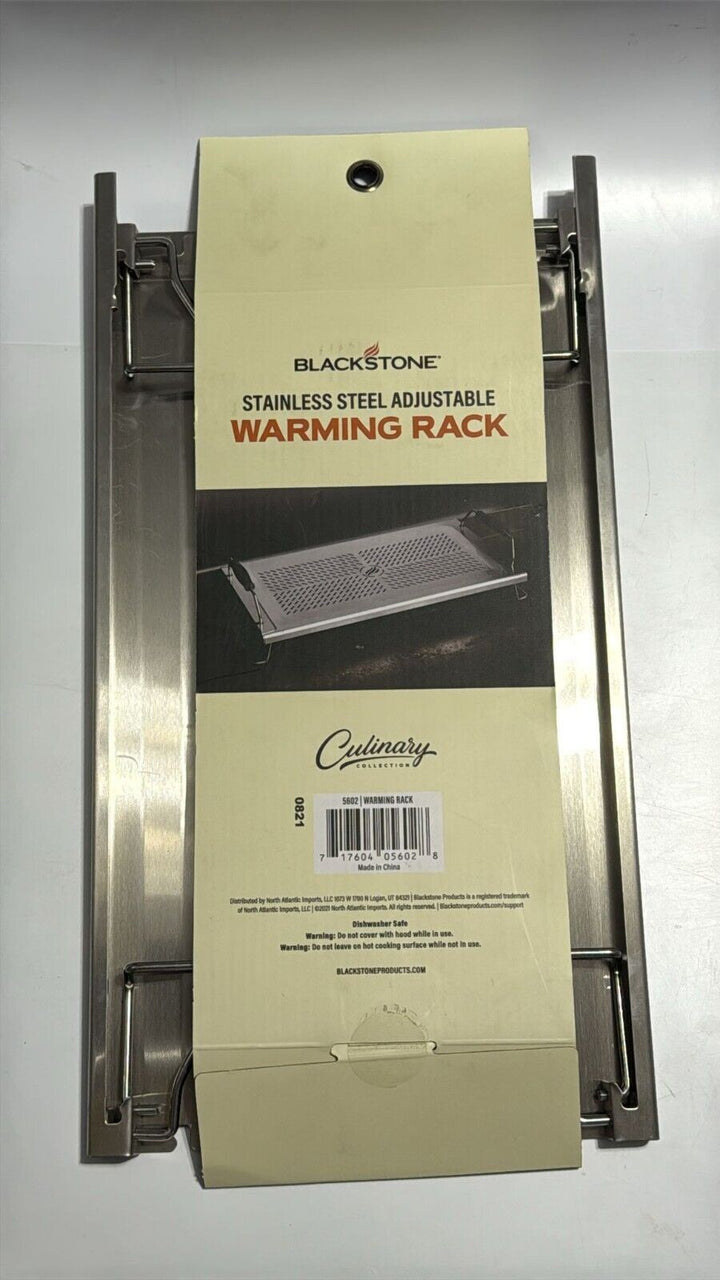 BLACKSTONE®
STAINLESS STEEL ADJUSTABLE
WARMING RACK
Culinary
COLLECTION
0821
5602 | WARMING RACK
7 17604 05602 8
Made in China
Distributed by North Atlantic Imports, LLC 1073 W 1700 N Logan, UT 84321 | Blackstone Products is a registered trademark
of North Atlantic Imports, LLC | ©2021 North Atlantic Imports. All rights reserved. | Blackstoneproducts.com/support
Dishwasher Safe
Warning: Do not cover with hood while in use.
Warning: Do not leave on hot cooking surface while not in use.
BLACKSTONEPRODUCTS.COM